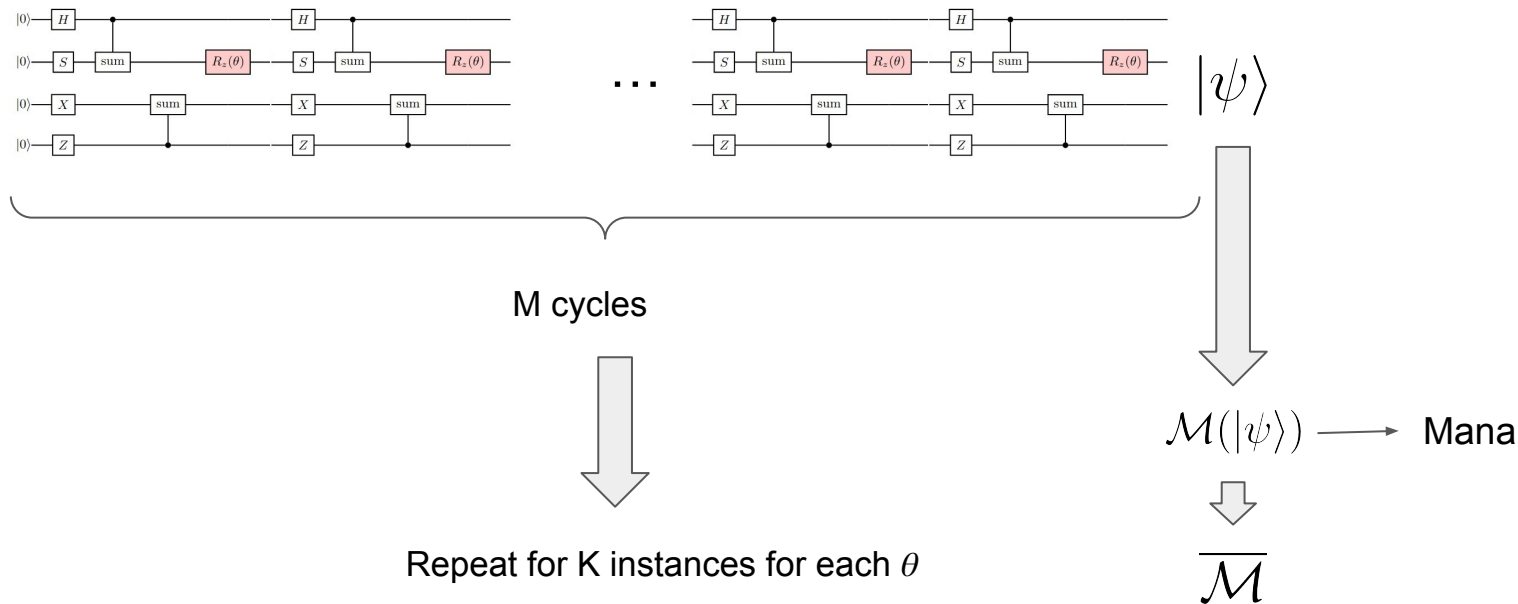 |0⟩ H H H H
|0⟩ S sum R_z(θ) S sum R_z(θ) ... S sum R_z(θ) S sum R_z(θ) |ψ⟩
|0⟩ X sum X sum X sum X sum
|0⟩ Z Z Z Z
M cycles
ℳ(|ψ⟩) Mana
Repeat for K instances for each θ
ℳ̅